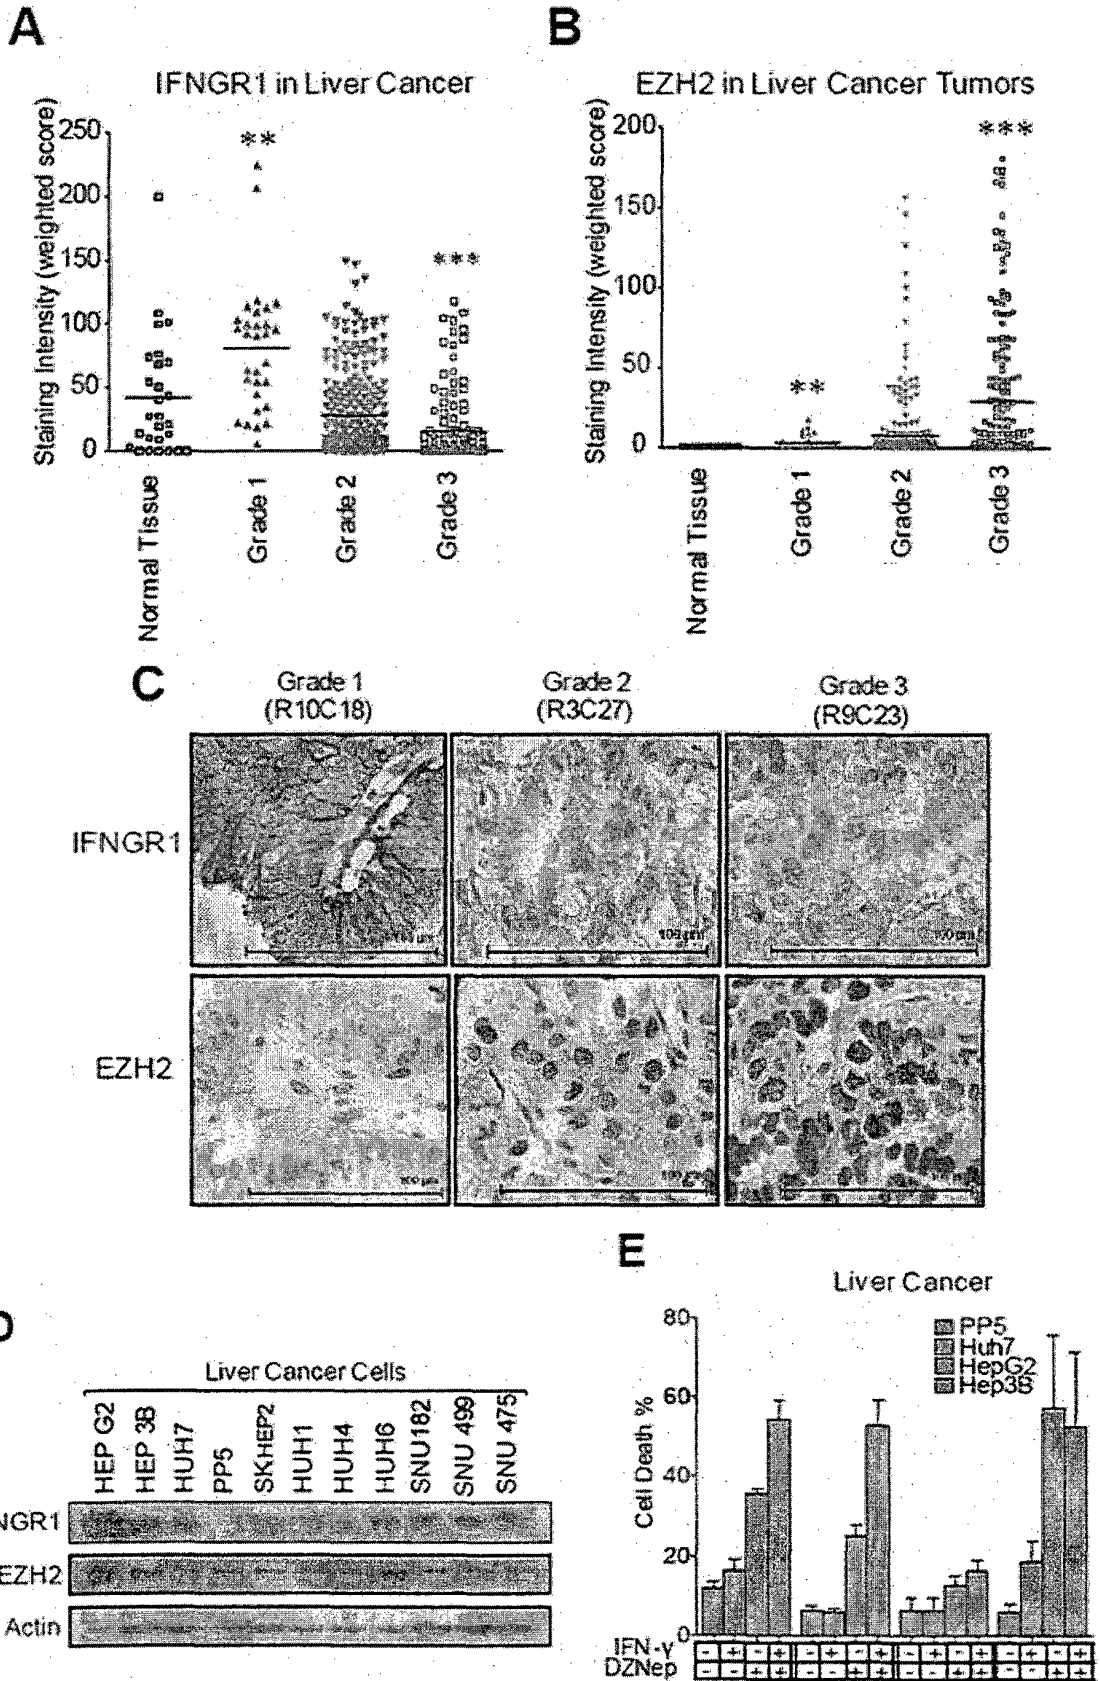 A
B
IFNGR1 in Liver Cancer
EZH2 in Liver Cancer Tumors
Staining Intensity (weighted score)
250
200
150
100
50
0
**
***
Normal Tissue
Grade 1
Grade 2
Grade 3
Staining Intensity (weighted score)
200
150
100
50
0
**
***
Normal Tissue
Grade 1
Grade 2
Grade 3
C
Grade 1
(R10C18)
Grade 2
(R3C27)
Grade 3
(R9C23)
IFNGR1
EZH2
D
Liver Cancer Cells
HEP G2
HEP 3B
HUH7
PP5
SKHEP2
HUH1
HUH4
HUH6
SNU182
SNU 499
SNU 475
NGR1
EZH2
Actin
E
Liver Cancer
Cell Death %
80
60
40
20
0
PP5
Huh7
HepG2
Hep3B
IFN-γ - + - + - + - + - + - + - + - +
DZNep - - + + - - + + - - + + - - + +